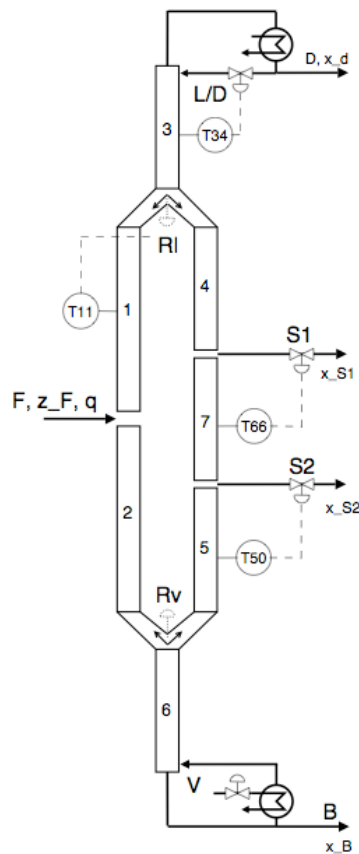 D, x_d
L/D
3
T34
Rl
1
4
T11
S1
x_S1
F, z_F, q
7
T66
S2
x_S2
2
5
T50
Rv
6
V
B
x_B